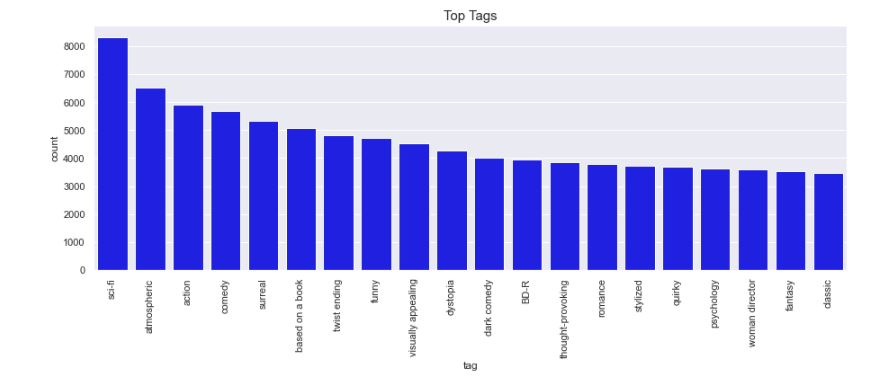 Top Tags
8000
7000
6000
5000
4000
3000
2000
1000
0
count
sci-fi
atmospheric
action
comedy
surreal
based on a book
twist ending
funny
visually appealing
dystopia
dark comedy
BD-R
thought-provoking
romance
stylized
quirky
psychology
woman director
fantasy
classic
tag